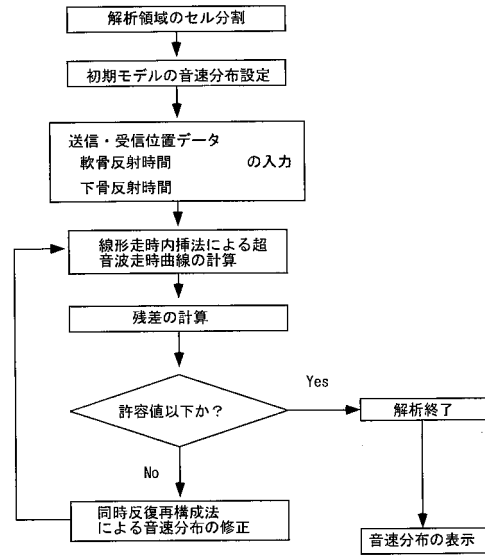 解析領域のセル分割
初期モデルの音速分布設定
送信・受信位置データ
軟骨反射時間 の入力
下骨反射時間
線形走時内挿法による超
音波走時曲線の計算
残差の計算
許容値以下か?
Yes
解析終了
No
同時反復再構成法
による音速分布の修正
音速分布の表示